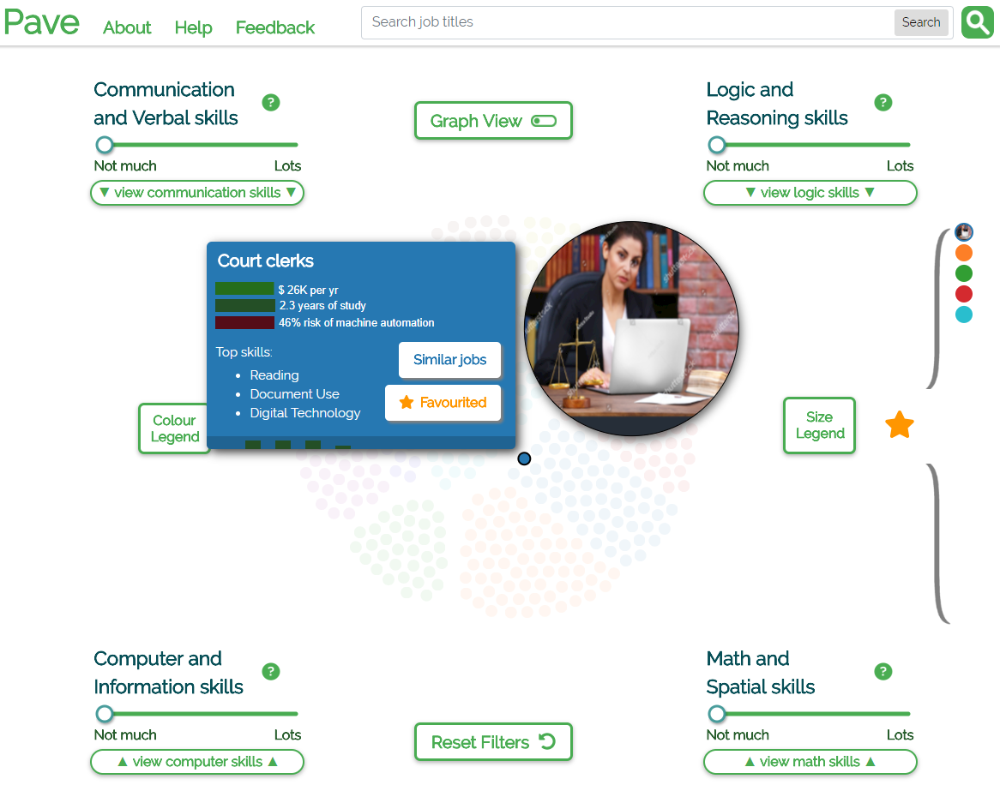 Pave
About
Help
Feedback
Search job titles
Search
Communication
and Verbal skills
?
Not much
Lots
▼ view communication skills ▼
Graph View
Logic and
Reasoning skills
?
Not much
Lots
▼ view logic skills ▼
Court clerks
$ 26K per yr
2.3 years of study
46% risk of machine automation
Top skills:
• Reading
• Document Use
• Digital Technology
Similar jobs
Favourited
Colour
Legend
Size
Legend
Computer and
Information skills
?
Not much
Lots
▲ view computer skills ▲
Reset Filters
Math and
Spatial skills
?
Not much
Lots
▲ view math skills ▲